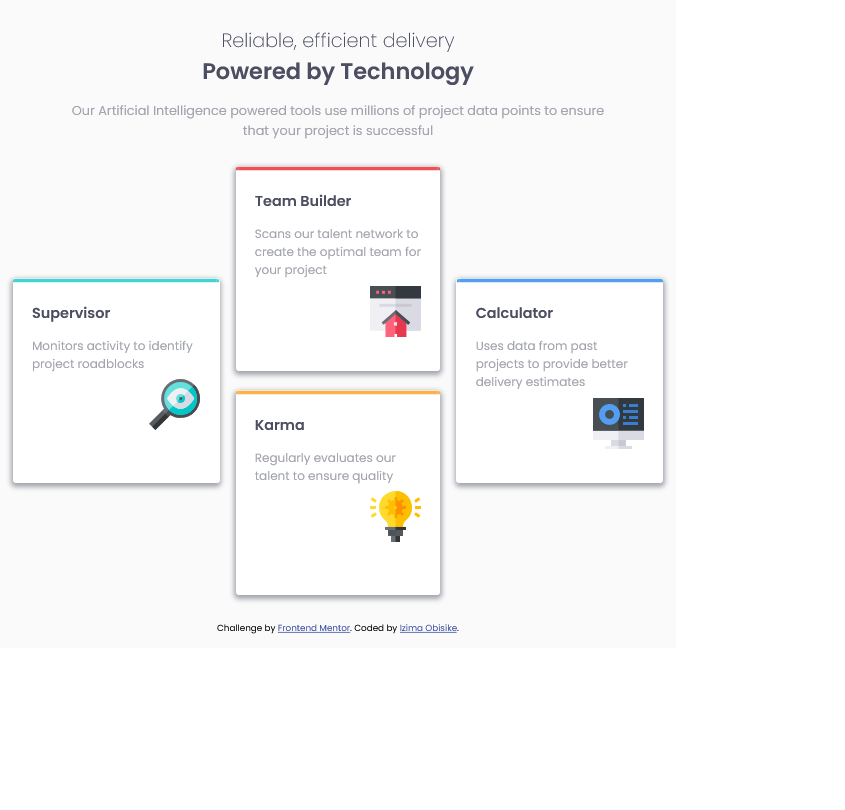 Reliable, efficient delivery
Powered by Technology
Our Artificial Intelligence powered tools use millions of project data points to ensure
that your project is successful
Team Builder
Scans our talent network to
create the optimal team for
your project
Supervisor
Monitors activity to identify
project roadblocks
Calculator
Uses data from past
projects to provide better
delivery estimates
Karma
Regularly evaluates our
talent to ensure quality
Challenge by Frontend Mentor. Coded by Izima Obisike.